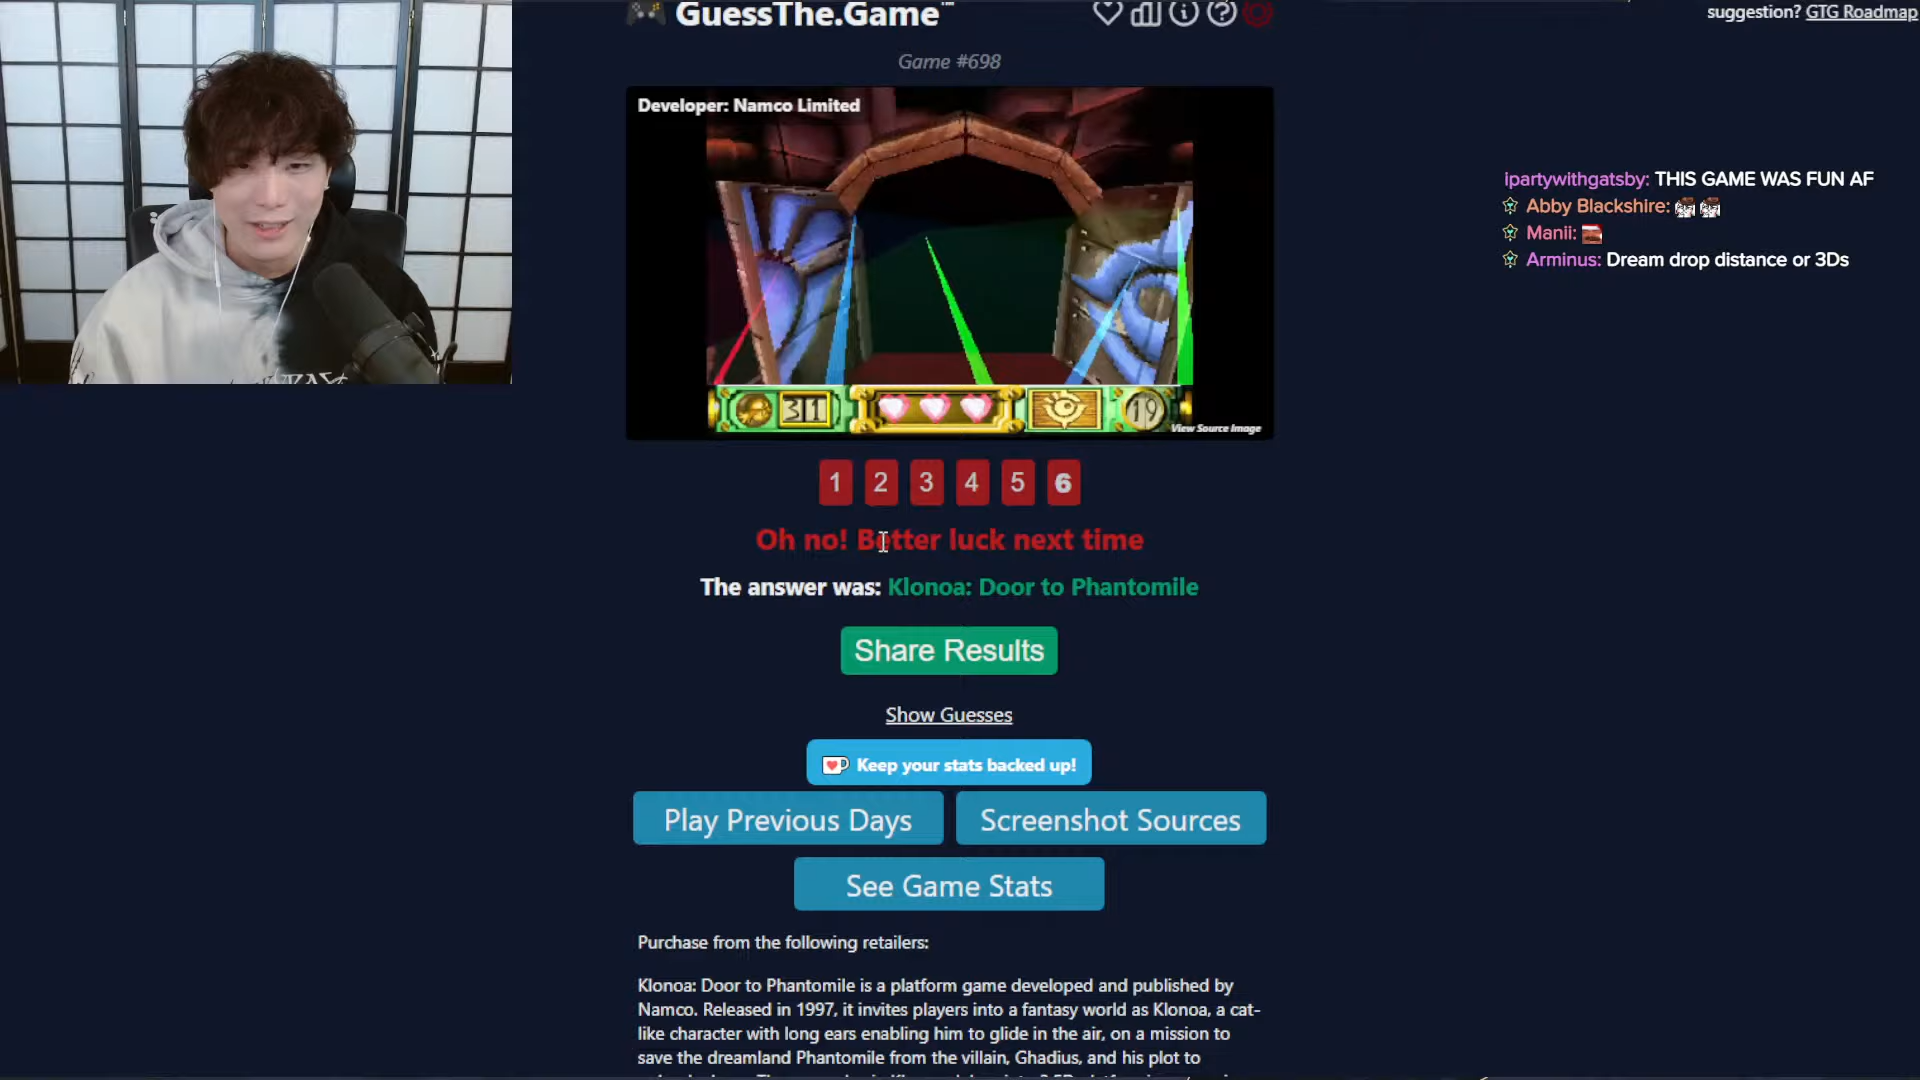 GuessThe.Game™
suggestion? GTG Roadmap
Game #698
Developer: Namco Limited
31
19
View Source Image
ipartywithgatsby: THIS GAME WAS FUN AF
Abby Blackshire:
Manii:
Arminus: Dream drop distance or 3Ds
1 2 3 4 5 6
Oh no! Better luck next time
The answer was: Klonoa: Door to Phantomile
Share Results
Show Guesses
Keep your stats backed up!
Play Previous Days
Screenshot Sources
See Game Stats
Purchase from the following retailers:
Klonoa: Door to Phantomile is a platform game developed and published by
Namco. Released in 1997, it invites players into a fantasy world as Klonoa, a cat-
like character with long ears enabling him to glide in the air, on a mission to
save the dreamland Phantomile from the villain, Ghadius, and his plot to